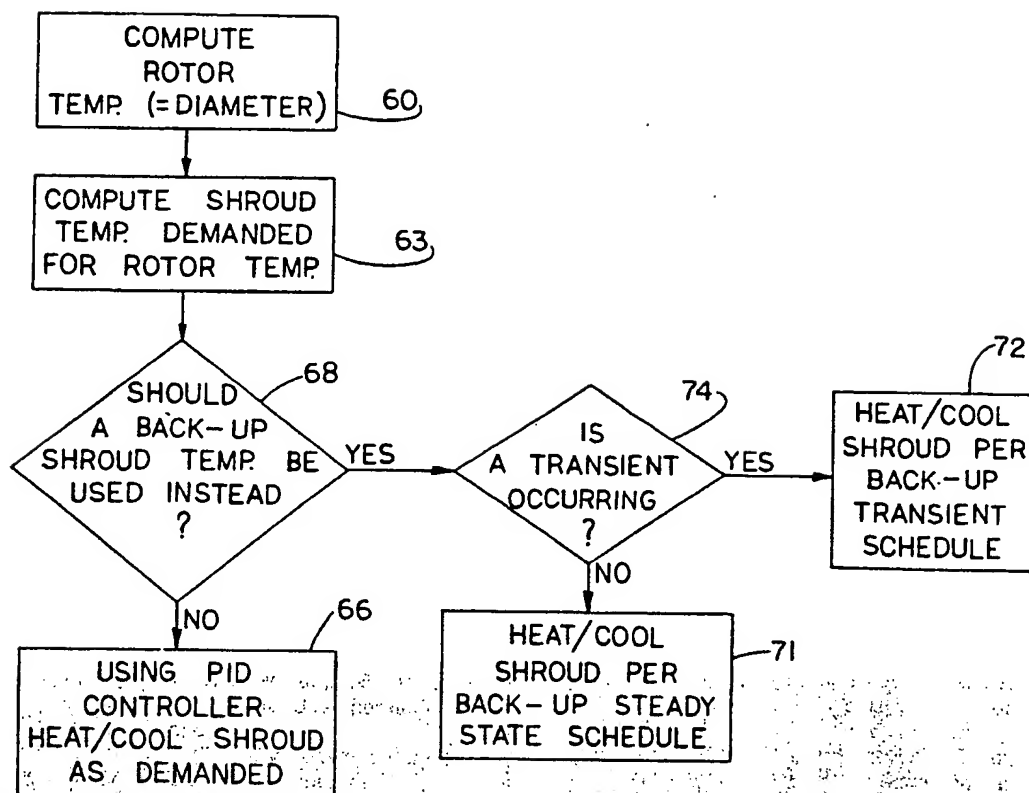 COMPUTE
ROTOR
TEMP. (=DIAMETER)
60
COMPUTE SHROUD
TEMP. DEMANDED
FOR ROTOR TEMP.
63
SHOULD
A BACK-UP
SHROUD TEMP. BE
USED INSTEAD
?
68
YES
NO
IS
A TRANSIENT
OCCURRING
?
74
YES
NO
72
HEAT/COOL
SHROUD PER
BACK-UP
TRANSIENT
SCHEDULE
66
USING PID
CONTROLLER
HEAT/COOL SHROUD
AS DEMANDED
HEAT/COOL
SHROUD PER
BACK-UP STEADY
STATE SCHEDULE
71